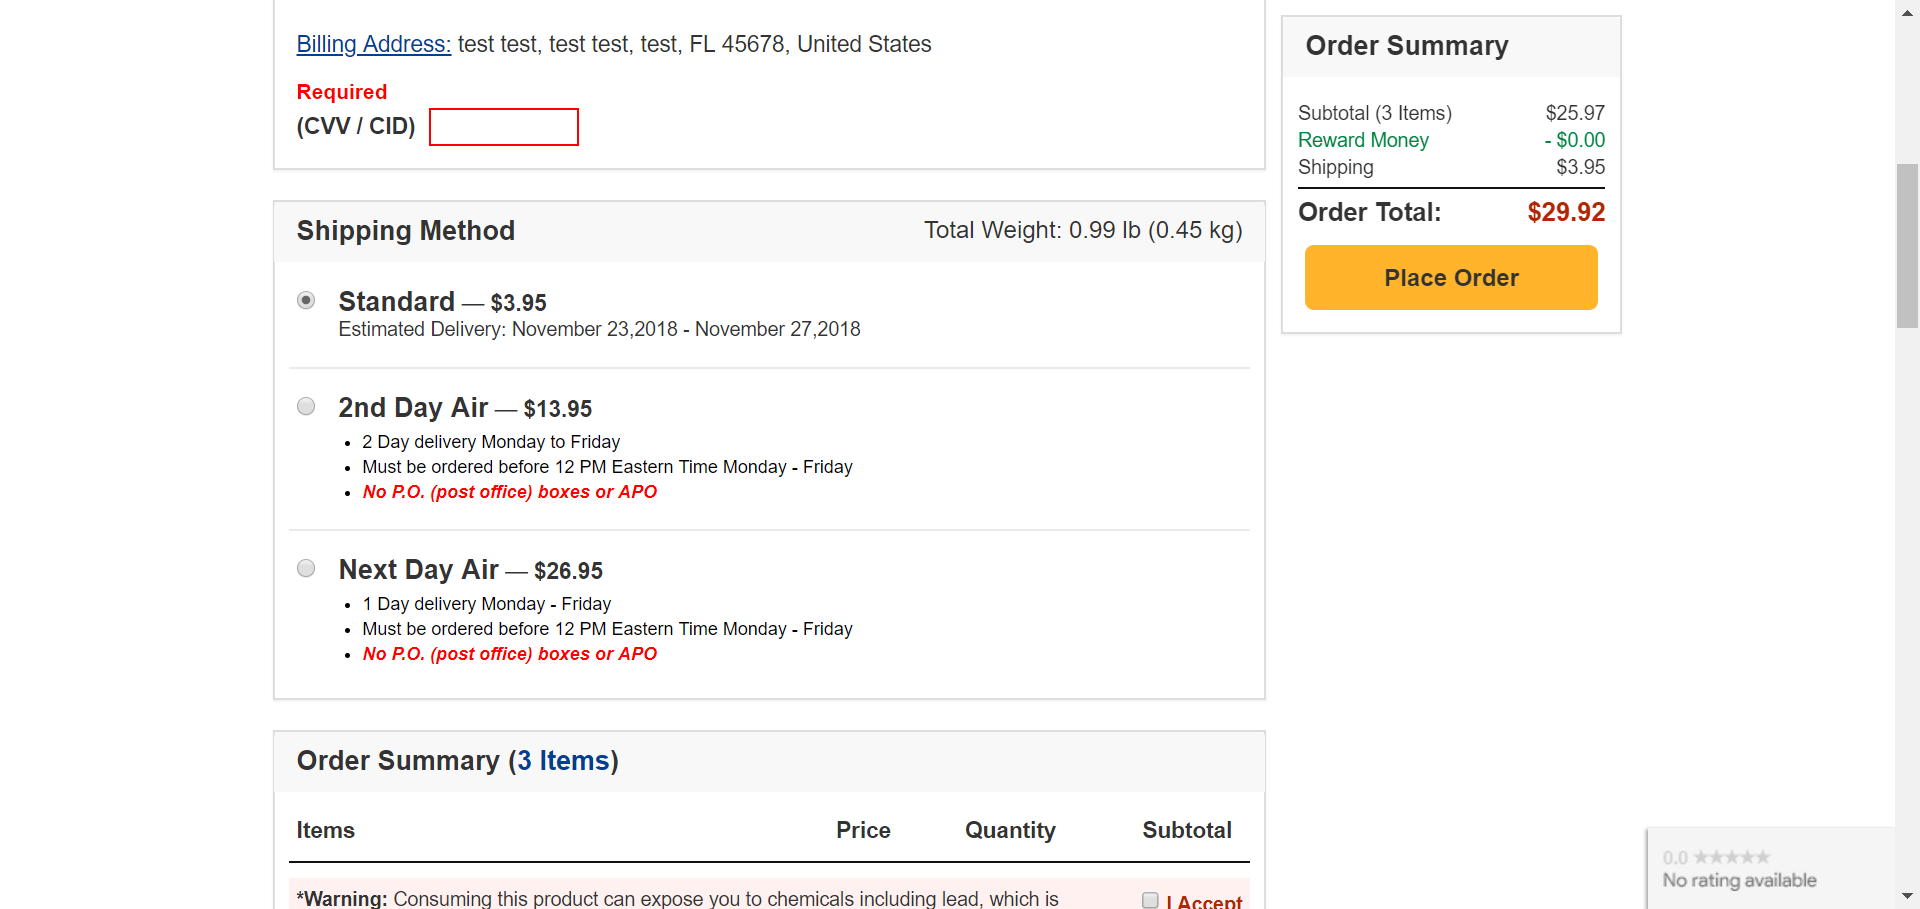 Billing Address: test test, test test, test, FL 45678, United States
Required
(CVV / CID)
Shipping Method
Total Weight: 0.99 lb (0.45 kg)
Standard — $3.95
Estimated Delivery: November 23,2018 - November 27,2018
2nd Day Air — $13.95
• 2 Day delivery Monday to Friday
• Must be ordered before 12 PM Eastern Time Monday - Friday
• No P.O. (post office) boxes or APO
Next Day Air — $26.95
• 1 Day delivery Monday - Friday
• Must be ordered before 12 PM Eastern Time Monday - Friday
• No P.O. (post office) boxes or APO
Order Summary (3 Items)
Items Price Quantity Subtotal
*Warning: Consuming this product can expose you to chemicals including lead, which is
I Accept
Order Summary
Subtotal (3 Items) $25.97
Reward Money - $0.00
Shipping $3.95
Order Total: $29.92
Place Order
0.0 ★★★★★
No rating available